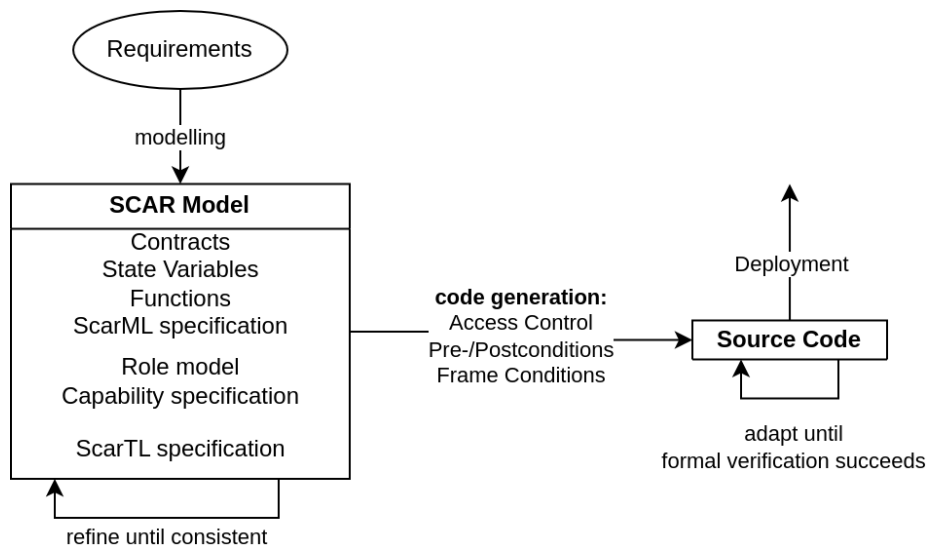 Requirements
modelling
SCAR Model
Contracts
State Variables
Functions
ScarML specification
Role model
Capability specification
ScarTL specification
refine until consistent
code generation:
Access Control
Pre-/Postconditions
Frame Conditions
Deployment
Source Code
adapt until
formal verification succeeds